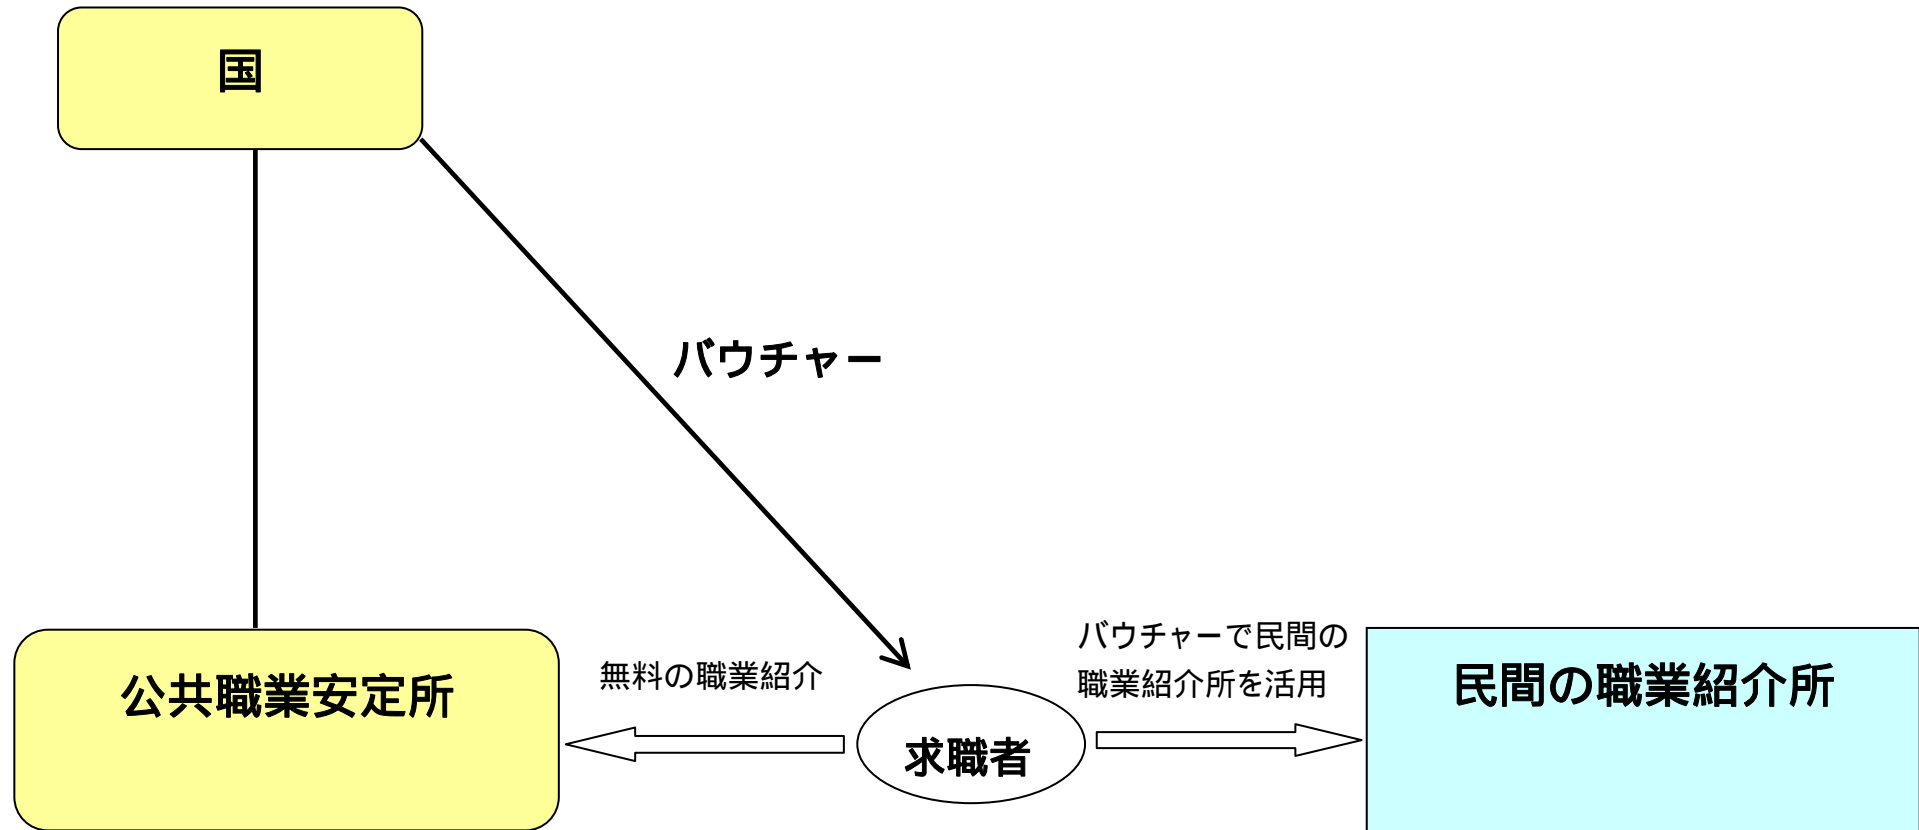 国
バウチャー
公共職業安定所
無料の職業紹介
求職者
バウチャーで民間の
職業紹介所を活用
民間の職業紹介所